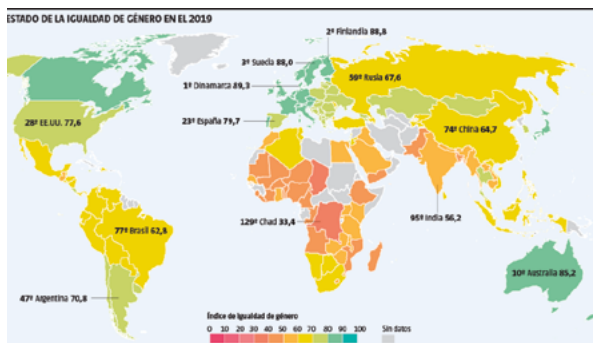 ESTADO DE LA IGUALDAD DE GÉNERO EN EL 2019
2º Finlandia 88,8
3º Suecia 88,0
1º Dinamarca 89,3
59º Rusia 67,6
28º EE.UU. 77,6
23º España 79,7
74º China 64,7
77º Brasil 62,8
129º Chad 33,4
95º India 56,2
10º Australia 85,2
47º Argentina 70,8
Índice de igualdad de género
0 10 20 30 40 50 60 70 80 90 100
Sin datos